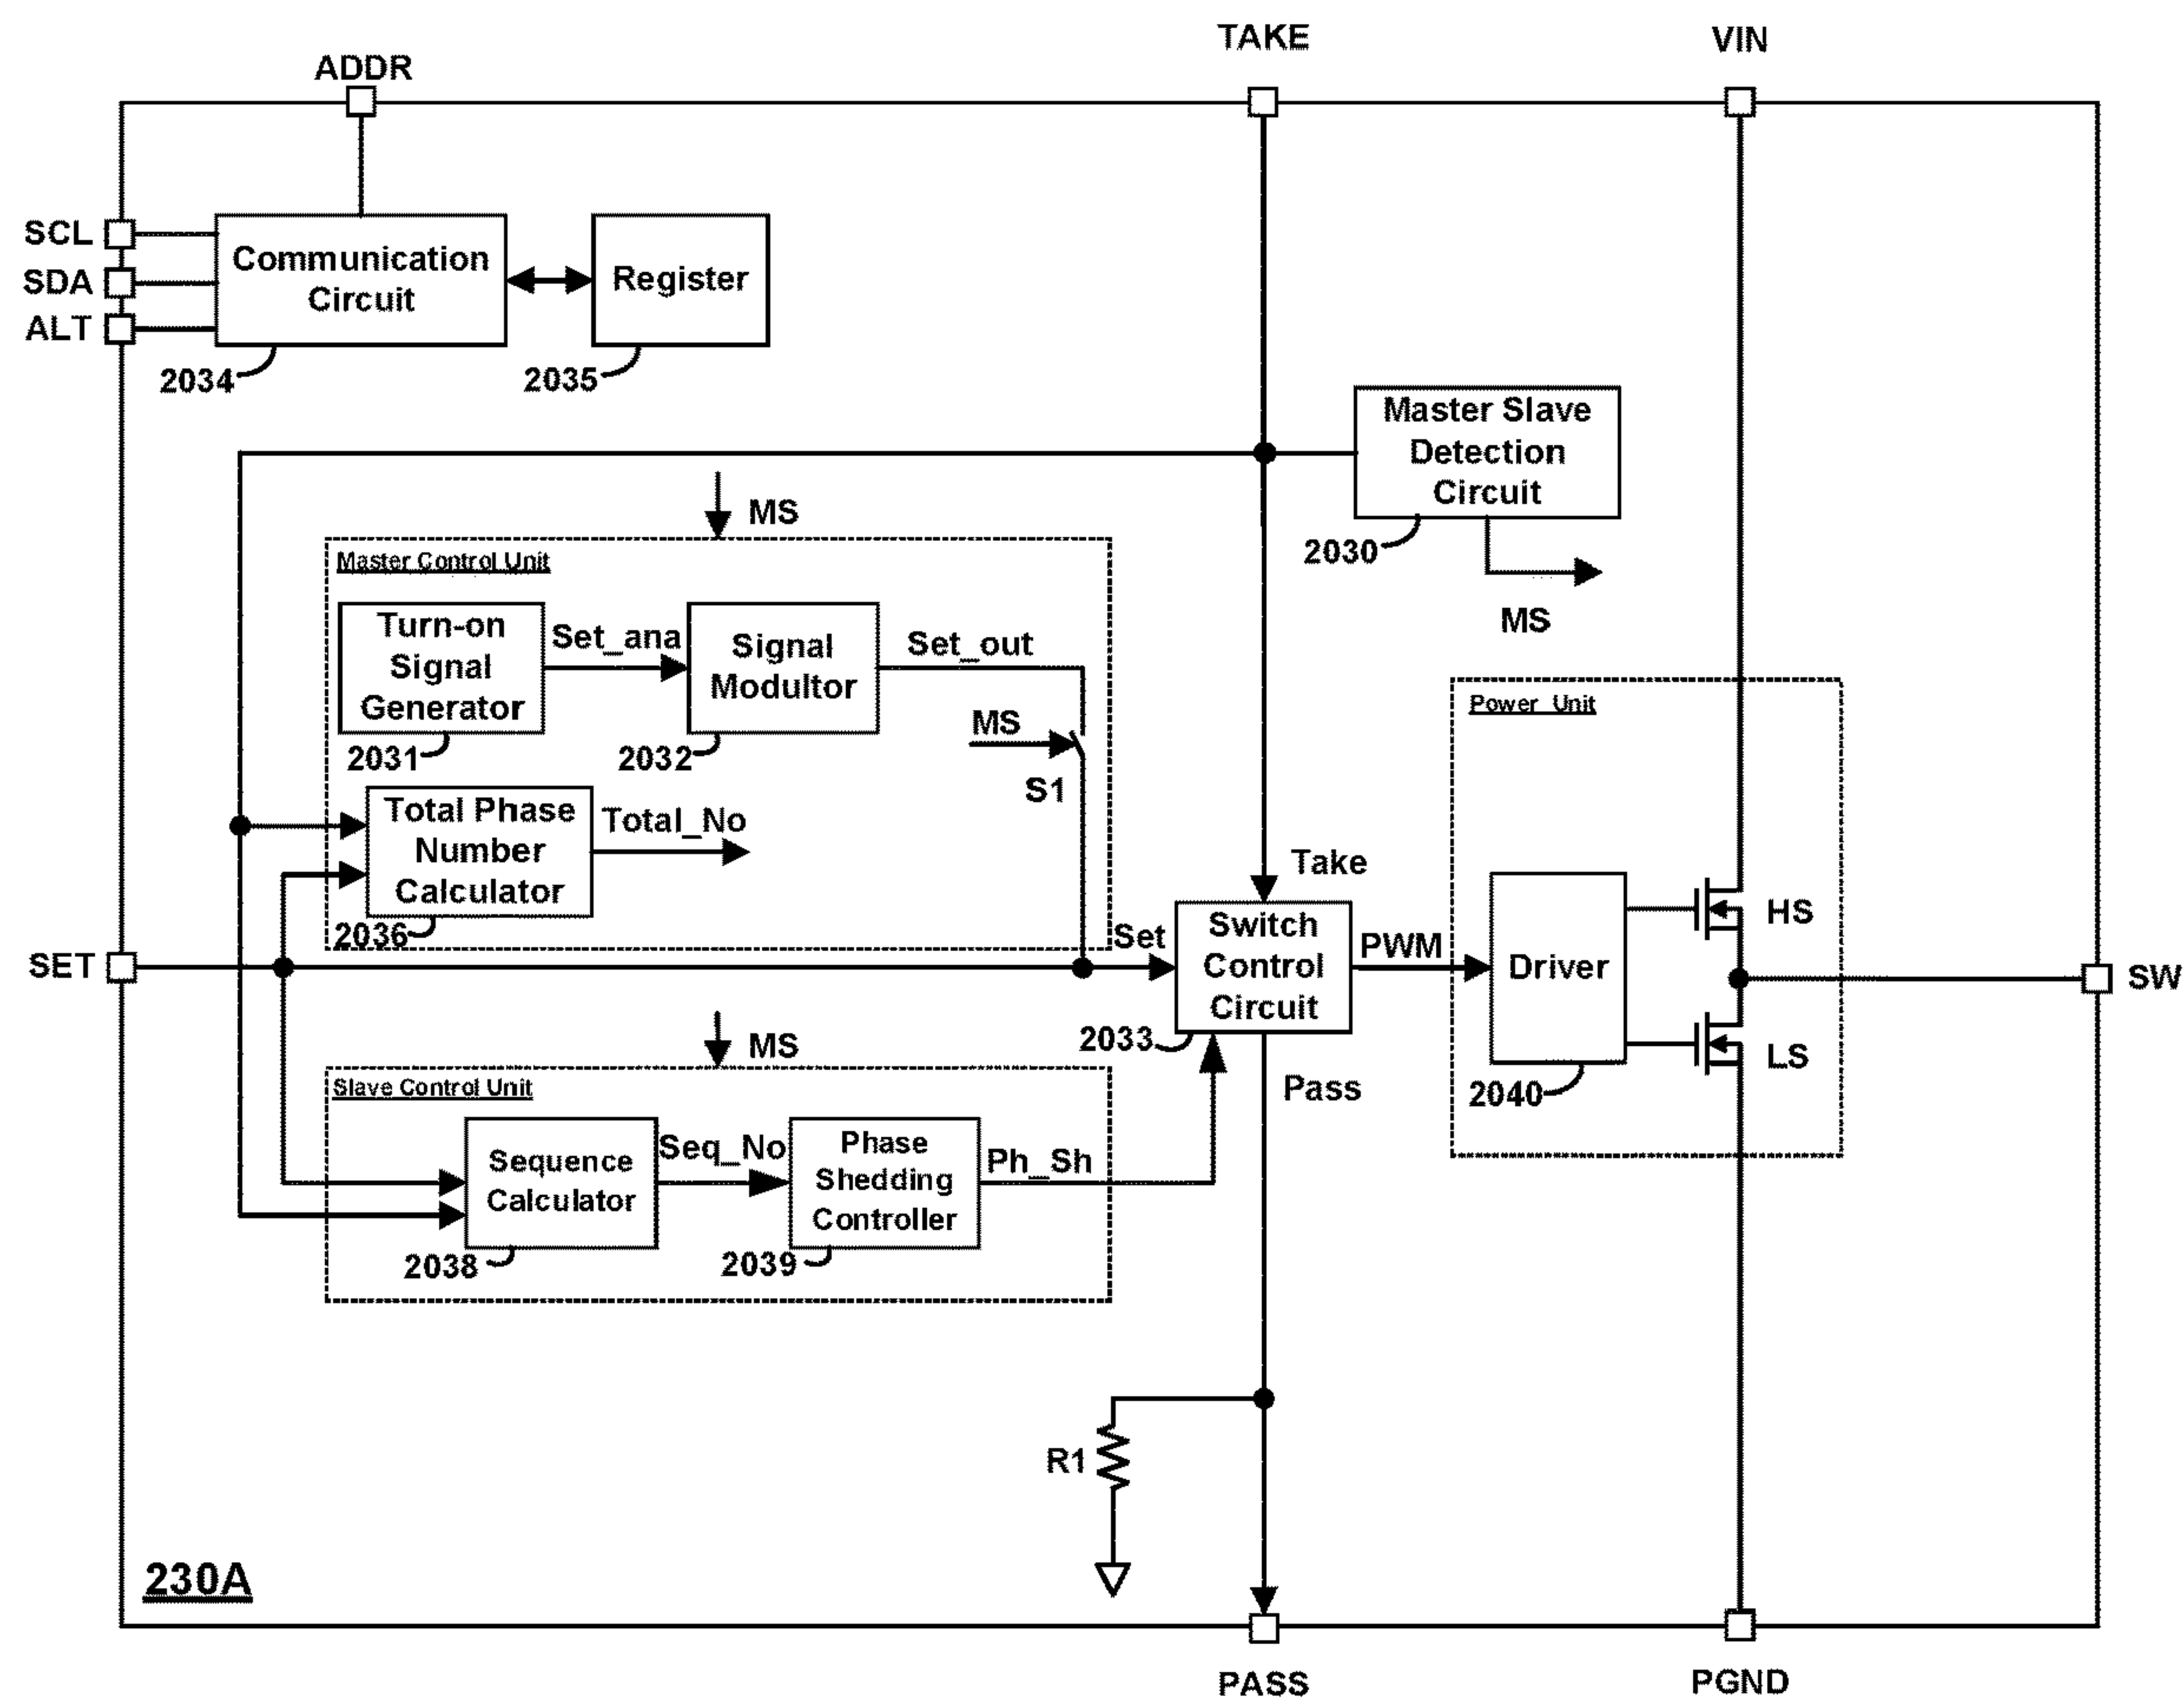 TAKE
VIN
ADDR
SCL
SDA
ALT
Communication
Circuit
Register
2034
2035
Master Slave
Detection
Circuit
2030
MS
MS
Master Control Unit
Turn-on
Signal
Generator
Set_ana
Signal
Modultor
Set_out
2031
2032
MS
S1
Total Phase
Number
Calculator
Total_No
2036
Power Unit
Take
SET
Set
Switch
Control
Circuit
PWM
Driver
HS
LS
SW
2033
2040
Pass
MS
Slave Control Unit
Sequence
Calculator
Seq_No
Phase
Shedding
Controller
Ph_Sh
2038
2039
R1
230A
PASS
PGND